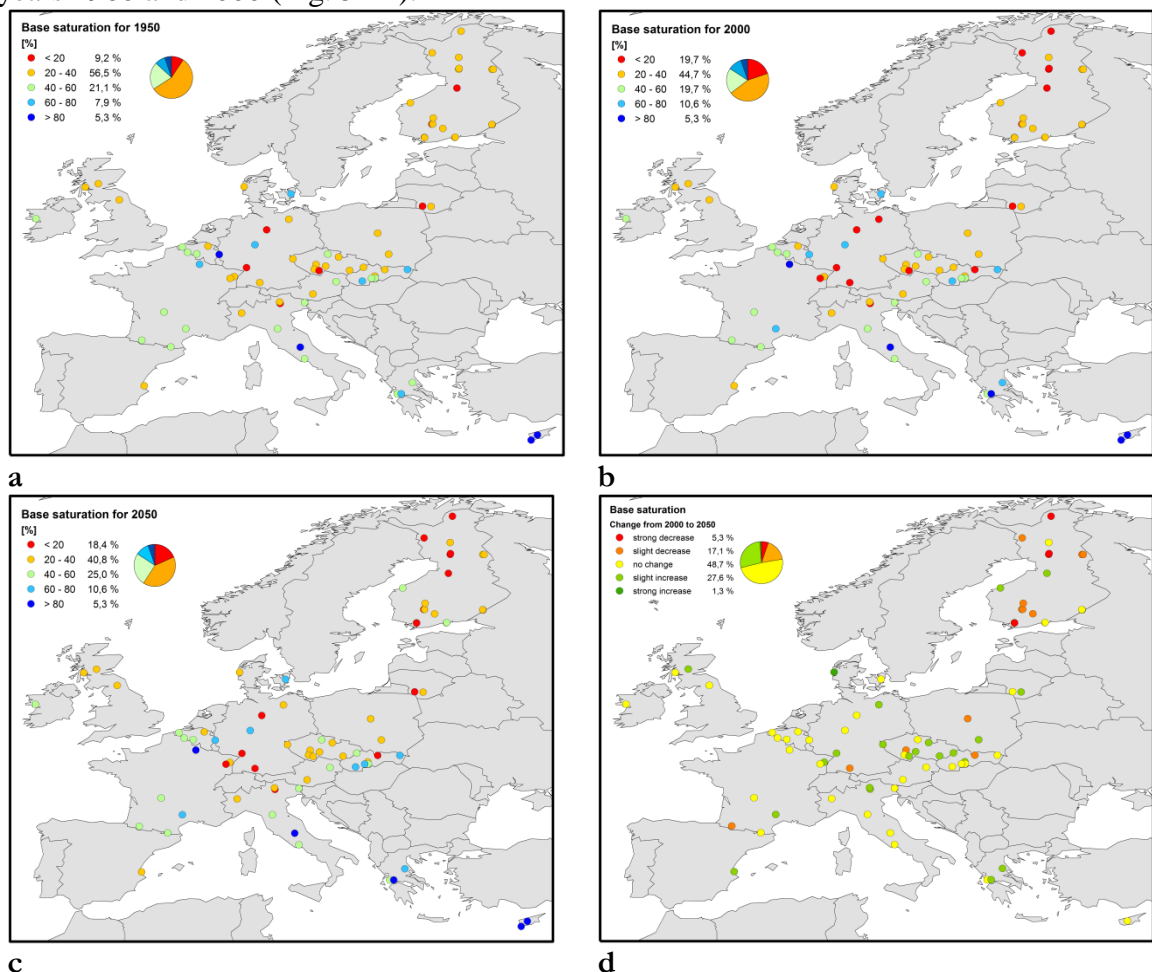 years and (Fig.
Base saturation for 1950
[%]
< 20 9,2 %
20 - 40 56,5 %
40 - 60 21,1 %
60 - 80 7,9 %
> 80 5,3 %
a
Base saturation for 2000
[%]
< 20 19,7 %
20 - 40 44,7 %
40 - 60 19,7 %
60 - 80 10,6 %
> 80 5,3 %
b
Base saturation for 2050
[%]
< 20 18,4 %
20 - 40 40,8 %
40 - 60 25,0 %
60 - 80 10,6 %
> 80 5,3 %
c
Base saturation
Change from 2000 to 2050
strong decrease 5,3 %
slight decrease 17,1 %
no change 48,7 %
slight increase 27,6 %
strong increase 1,3 %
d